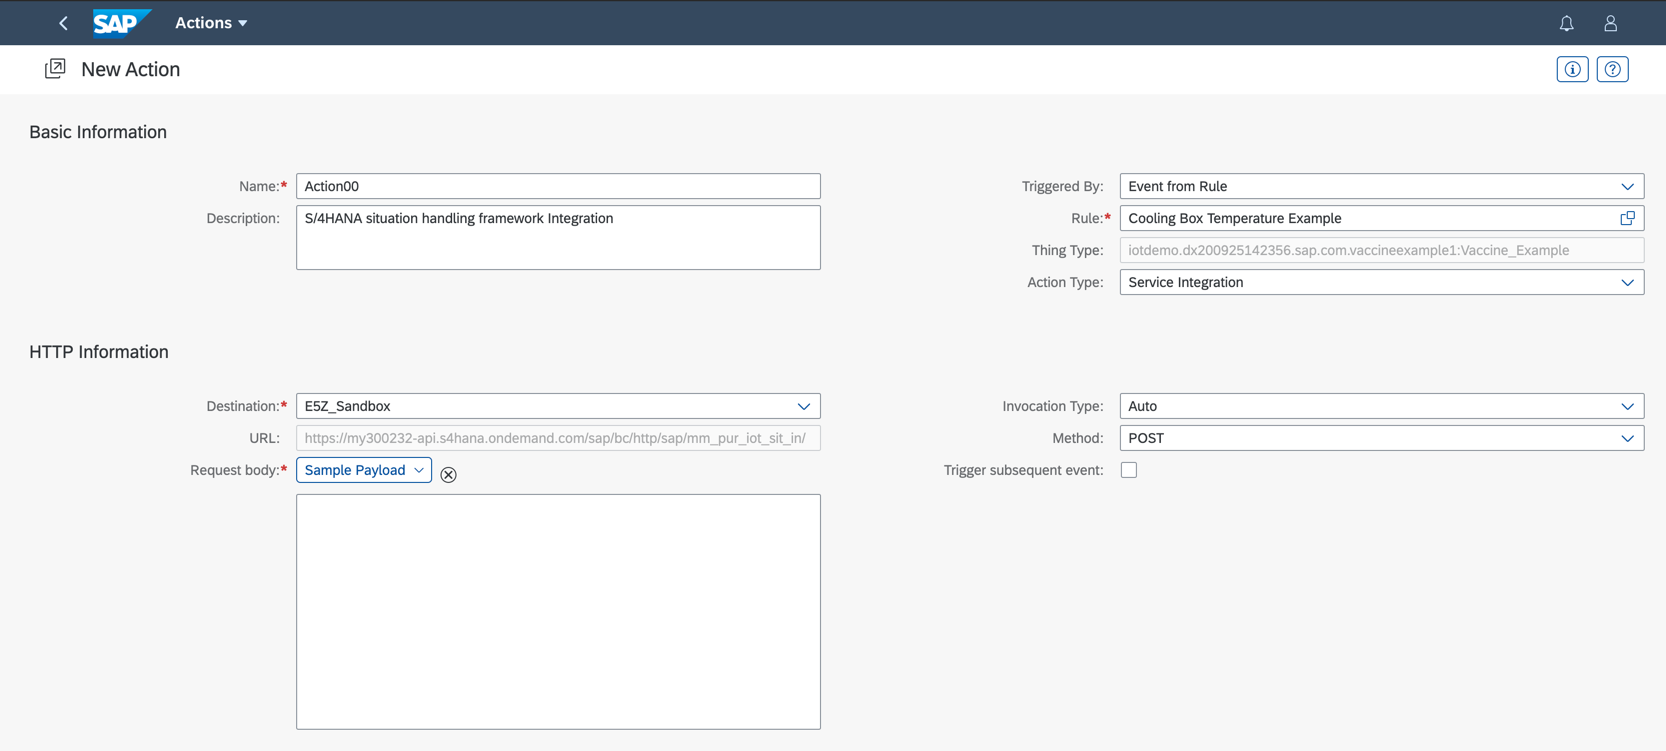 SAP Actions
New Action
Basic Information
Name:* Action00
Description: S/4HANA situation handling framework Integration
Triggered By: Event from Rule
Rule:* Cooling Box Temperature Example
Thing Type: iotdemo.dx200925142356.sap.com.vaccineexample1:Vaccine_Example
Action Type: Service Integration
HTTP Information
Destination:* E5Z_Sandbox
URL: https://my300232-api.s4hana.ondemand.com/sap/bc/http/sap/mm_pur_iot_sit_in/
Request body:* Sample Payload
Invocation Type: Auto
Method: POST
Trigger subsequent event: